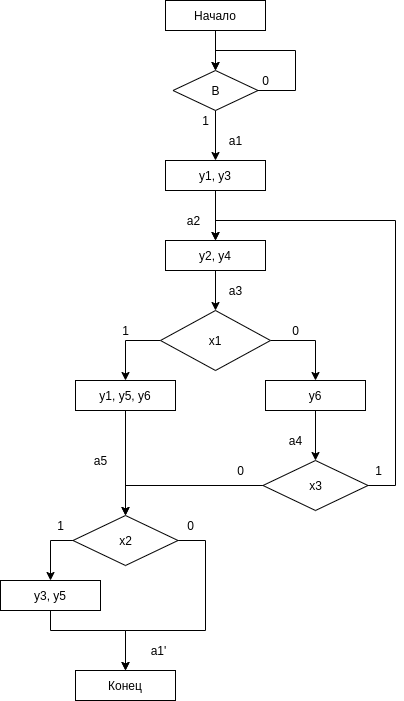 Начало
0
B
1
a1
y1, y3
a2
y2, y4
a3
1
x1
0
y1, y5, y6
y6
a4
a5
0
x3
1
1
x2
0
y3, y5
a1'
Конец